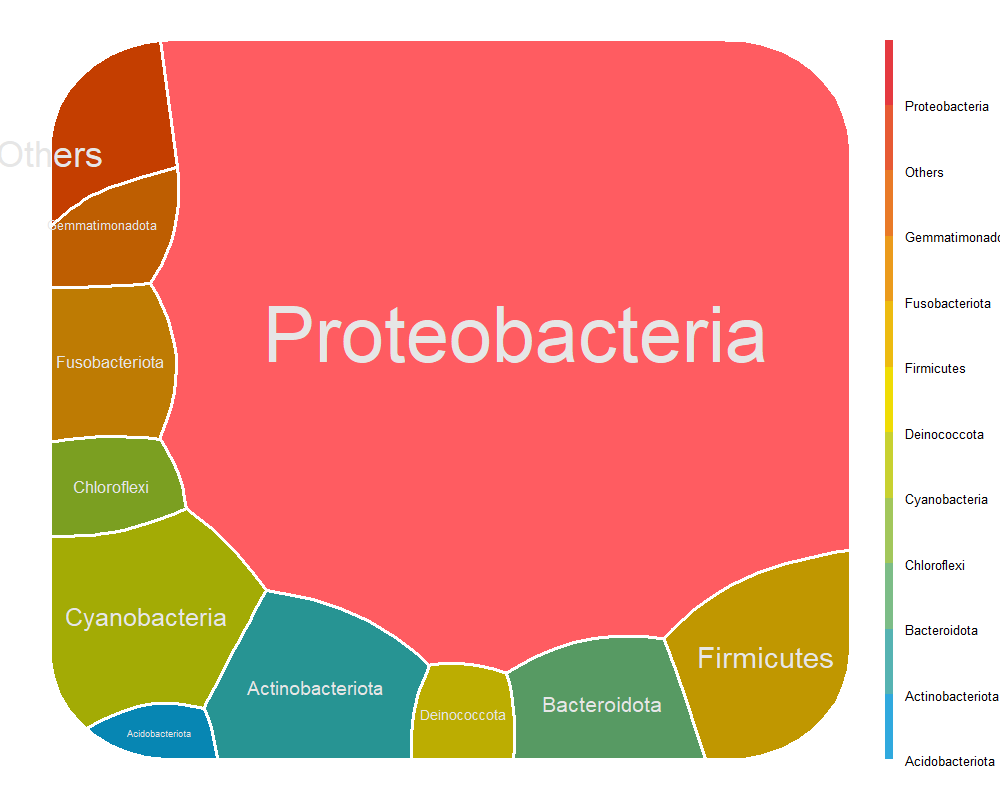 Others
Gemmatimonadota
Proteobacteria
Fusobacteriota
Chloroflexi
Cyanobacteria
Firmicutes
Actinobacteriota
Bacteroidota
Deinococcota
Acidobacteriota
Proteobacteria
Others
Gemmatimonado
Fusobacteriota
Firmicutes
Deinococcota
Cyanobacteria
Chloroflexi
Bacteroidota
Actinobacteriota
Acidobacteriota